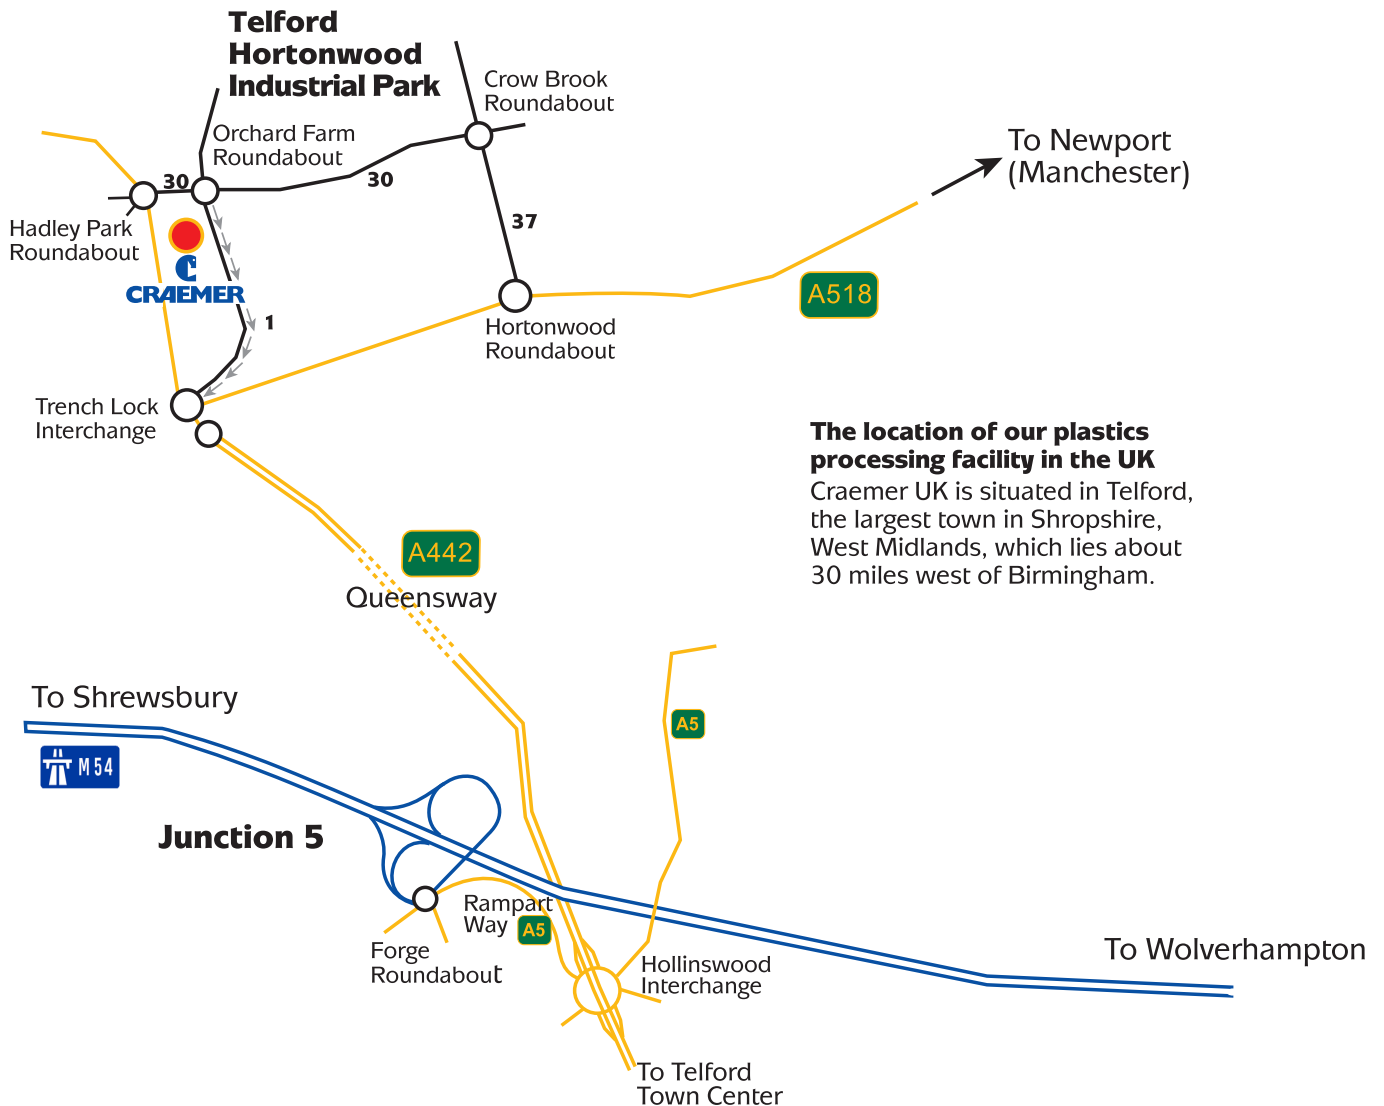 Telford
Hortonwood
Industrial Park
Crow Brook
Roundabout
Orchard Farm
Roundabout
To Newport
(Manchester)
30
30
Hadley Park
Roundabout
37
CRAEMER
A518
1
Hortonwood
Roundabout
Trench Lock
Interchange
The location of our plastics
processing facility in the UK
Craemer UK is situated in Telford,
the largest town in Shropshire,
West Midlands, which lies about
30 miles west of Birmingham.
A442
Queensway
To Shrewsbury
A5
M 54
Junction 5
Rampart
Way
A5
Forge
Roundabout
Hollinswood
Interchange
To Wolverhampton
To Telford
Town Center